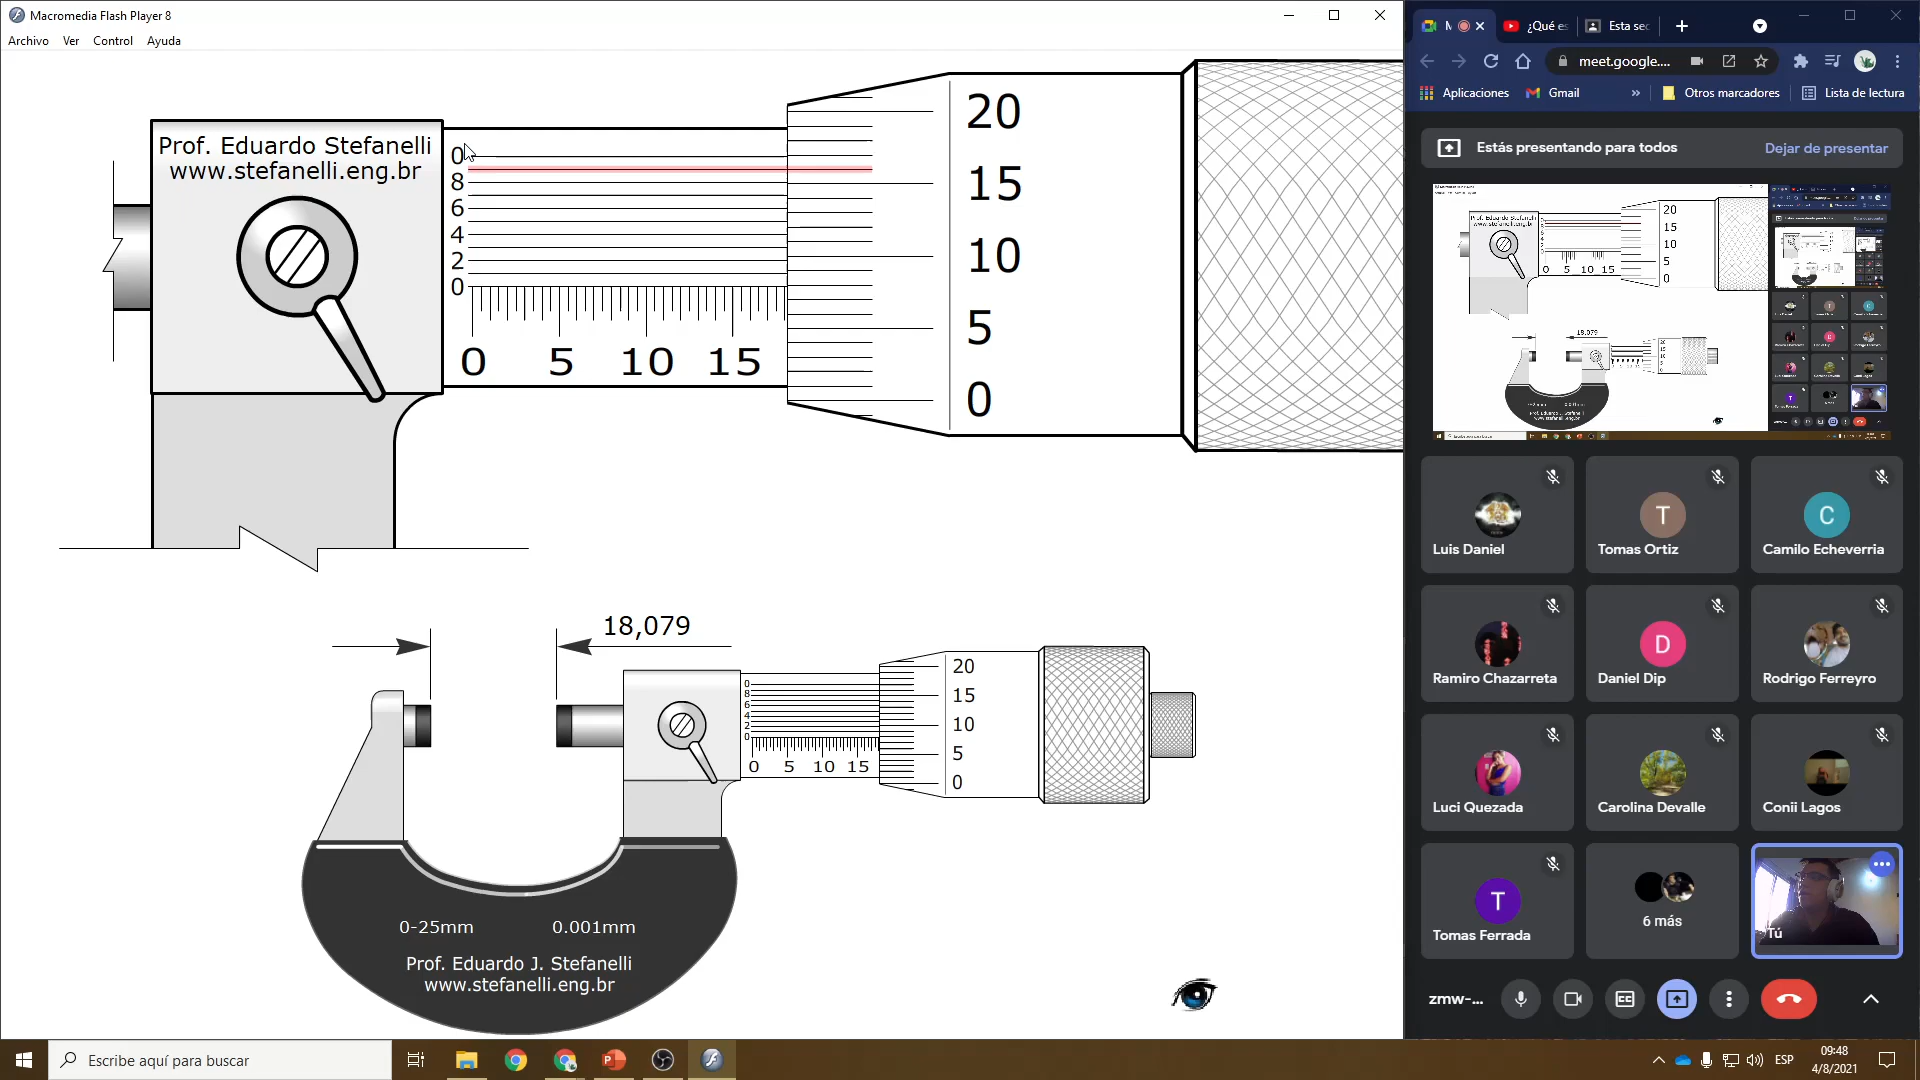 Macromedia Flash Player 8
Archivo Ver Control Ayuda
Prof. Eduardo Stefanelli
www.stefanelli.eng.br
0
8
6
4
2
0
0 5 10 15
20
15
10
5
0
18,079
0
8
6
4
2
0
0 5 10 15
20
15
10
5
0
0-25mm 0.001mm
Prof. Eduardo J. Stefanelli
www.stefanelli.eng.br
¿Qué es
Esta sec
meet.google....
Aplicaciones Gmail » Otros marcadores Lista de lectura
Estás presentando para todos Dejar de presentar
Luis Daniel
T
Tomas Ortiz
C
Camilo Echeverria
Ramiro Chazarreta
D
Daniel Dip
Rodrigo Ferreyro
Luci Quezada
Carolina Devalle
Conii Lagos
T
Tomas Ferrada
6 más
Tú
zmw-...
Escribe aquí para buscar
ESP
09:48
4/8/2021